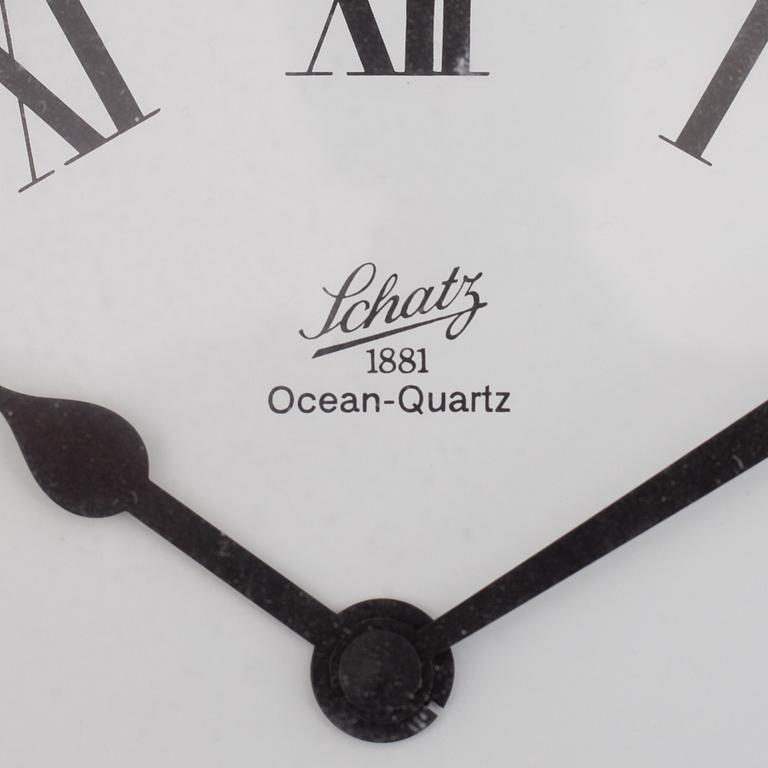 XI XII I
Schatz
1881
Ocean-Quartz